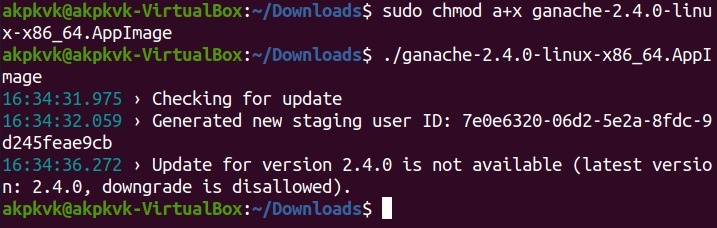 akpkvk@akpkvk-VirtualBox:~/Downloads$ sudo chmod a+x ganache-2.4.0-linu
x-x86_64.AppImage
akpkvk@akpkvk-VirtualBox:~/Downloads$ ./ganache-2.4.0-linux-x86_64.AppI
mage
16:34:31.975 › Checking for update
16:34:32.059 › Generated new staging user ID: 7e0e6320-06d2-5e2a-8fdc-9
d245feae9cb
16:34:36.272 › Update for version 2.4.0 is not available (latest versio
n: 2.4.0, downgrade is disallowed).
akpkvk@akpkvk-VirtualBox:~/Downloads$